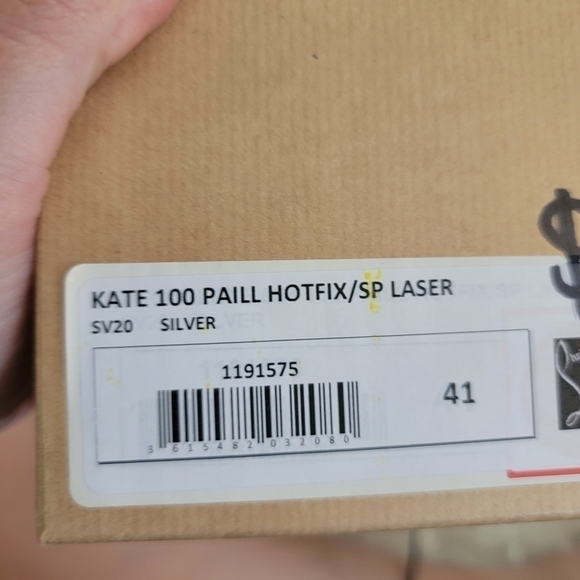 KATE 100 PAILL HOTFIX/SP LASER
SV20 SILVER
1191575
41
3 615482 032080
$